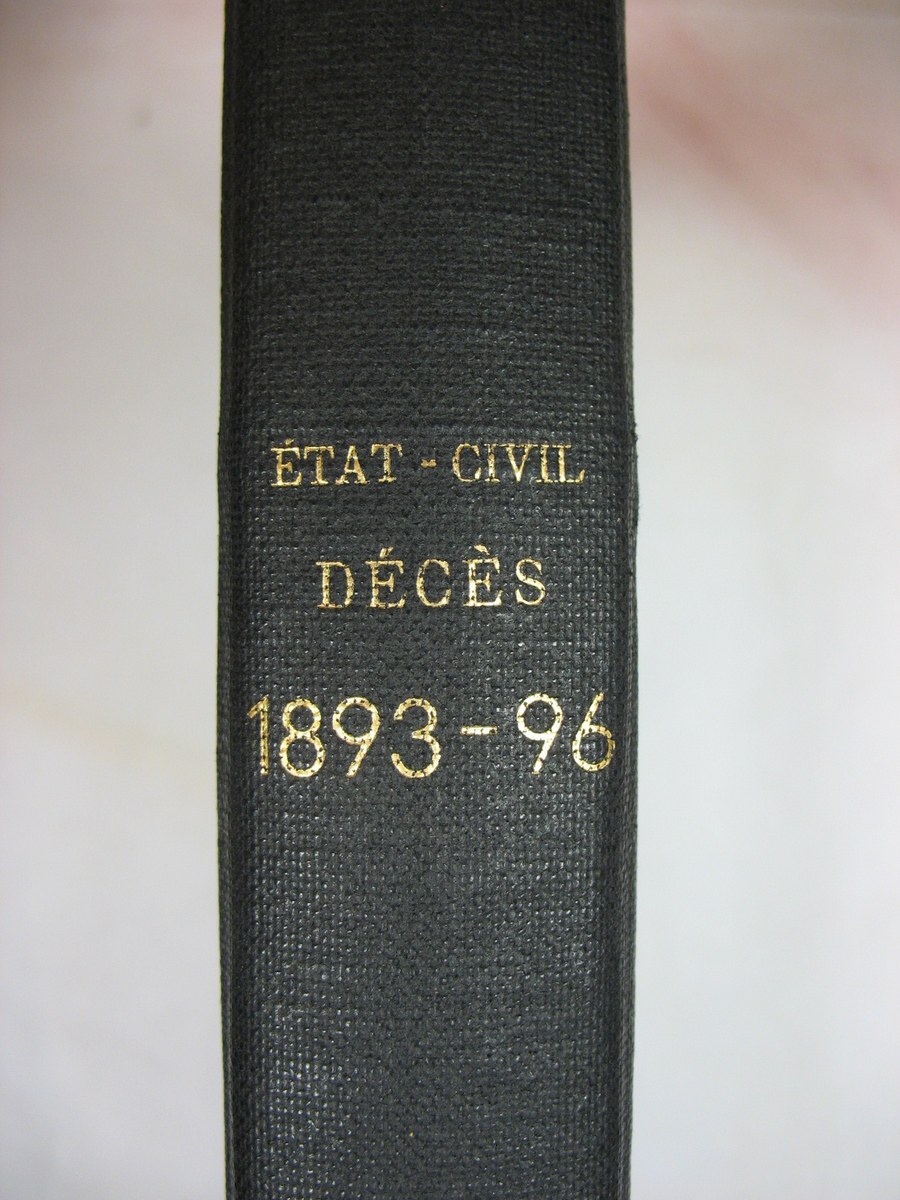 ÉTAT - CIVIL
DÉCÈS
1893 - 96